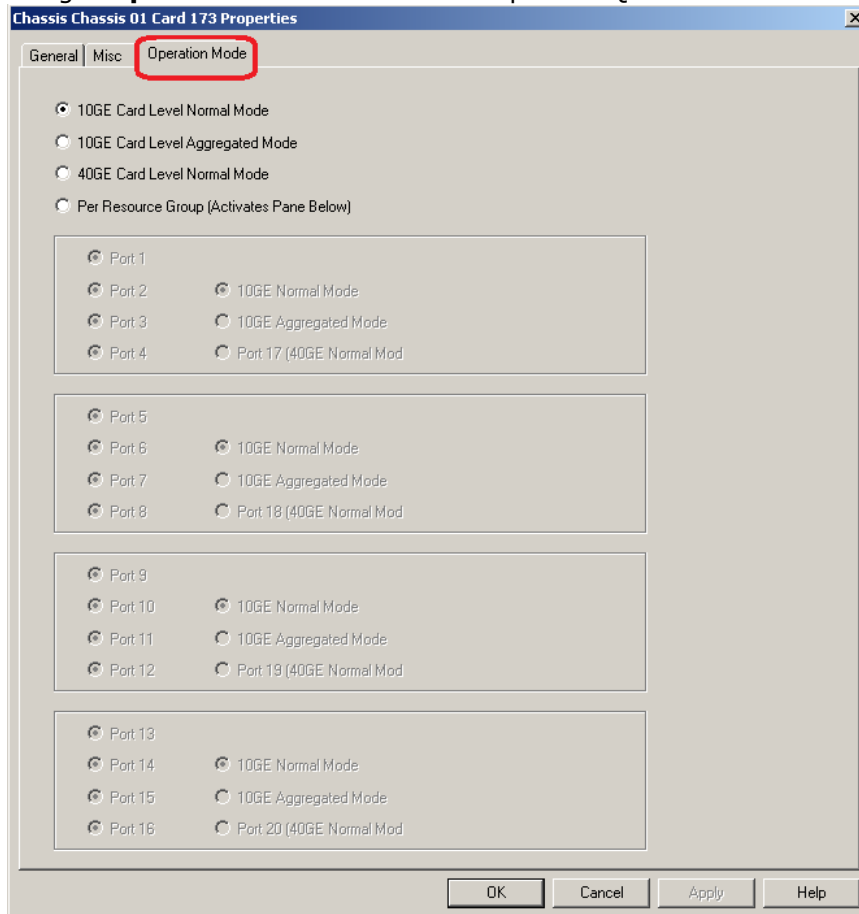 Chassis Chassis 01 Card 173 Properties
General Misc Operation Mode
10GE Card Level Normal Mode
10GE Card Level Aggregated Mode
40GE Card Level Normal Mode
Per Resource Group (Activates Pane Below)
Port 1
Port 2 10GE Normal Mode
Port 3 10GE Aggregated Mode
Port 4 Port 17 (40GE Normal Mod
Port 5
Port 6 10GE Normal Mode
Port 7 10GE Aggregated Mode
Port 8 Port 18 (40GE Normal Mod
Port 9
Port 10 10GE Normal Mode
Port 11 10GE Aggregated Mode
Port 12 Port 19 (40GE Normal Mod
Port 13
Port 14 10GE Normal Mode
Port 15 10GE Aggregated Mode
Port 16 Port 20 (40GE Normal Mod
OK Cancel Apply Help